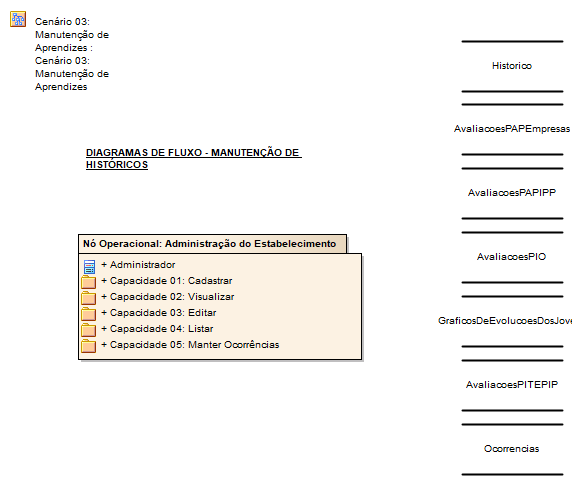 Cenário 03:
Manutenção de
Aprendizes :
Cenário 03:
Manutenção de
Aprendizes
DIAGRAMAS DE FLUXO - MANUTENÇÃO DE
HISTÓRICOS
Nó Operacional: Administração do Estabelecimento
+ Administrador
+ Capacidade 01: Cadastrar
+ Capacidade 02: Visualizar
+ Capacidade 03: Editar
+ Capacidade 04: Listar
+ Capacidade 05: Manter Ocorrências
Historico
AvaliacoesPAPEmpresas
AvaliacoesPAPIPP
AvaliacoesPIO
GraficosDeEvolucoesDosJove
AvaliacoesPITEPIP
Ocorrencias